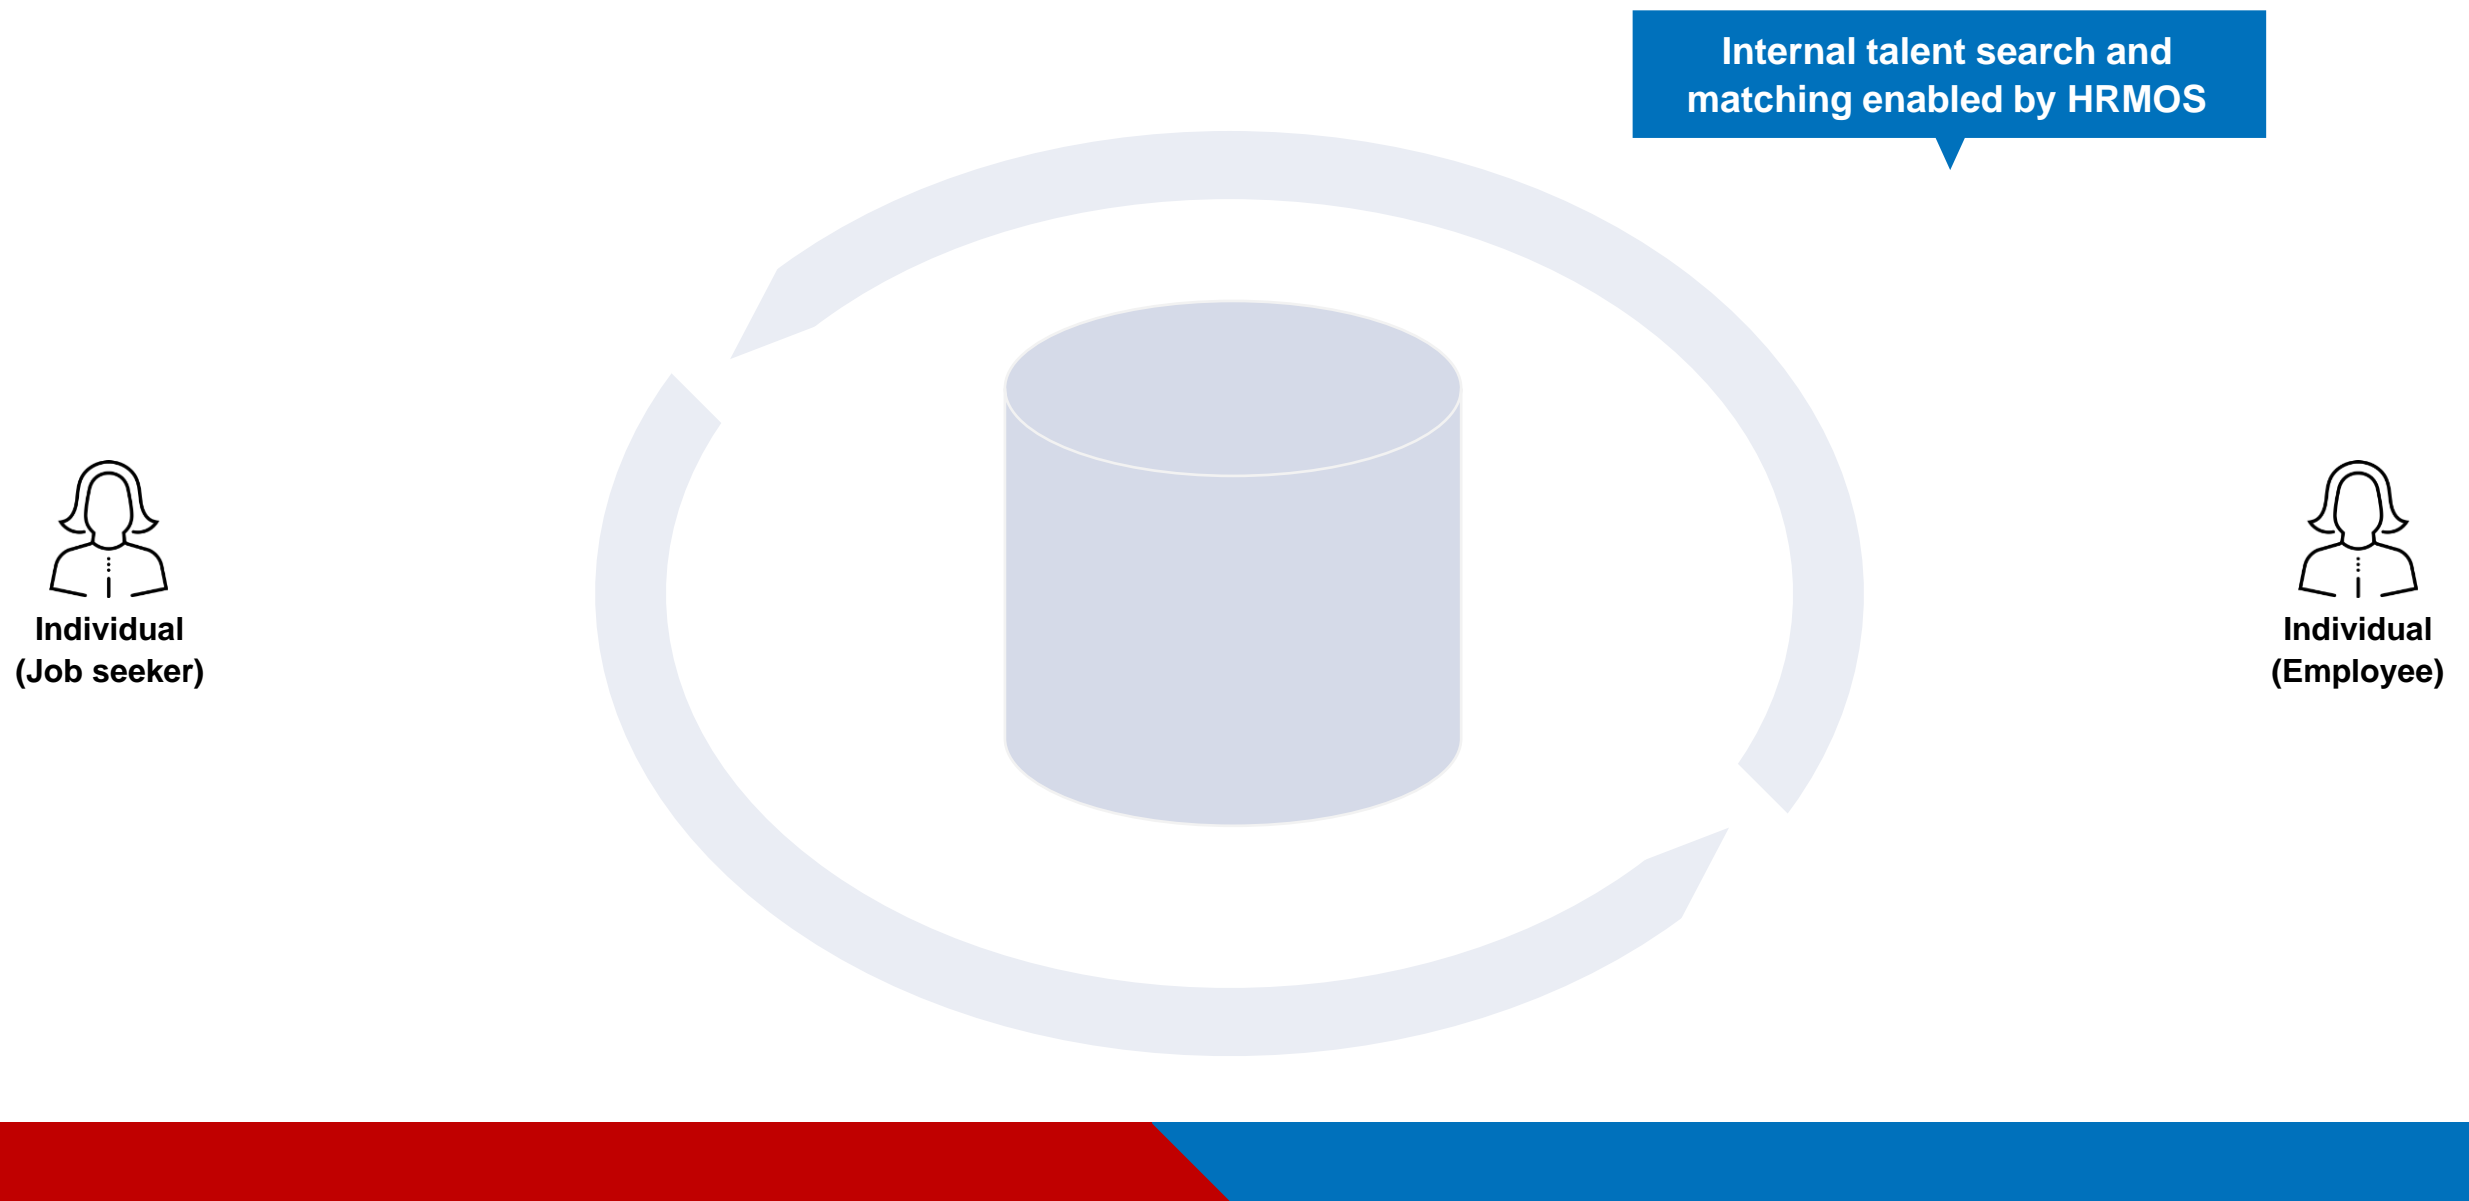 Internal talent search and
matching enabled by HRMOS
Individual
(Job seeker)
Individual
(Employee)